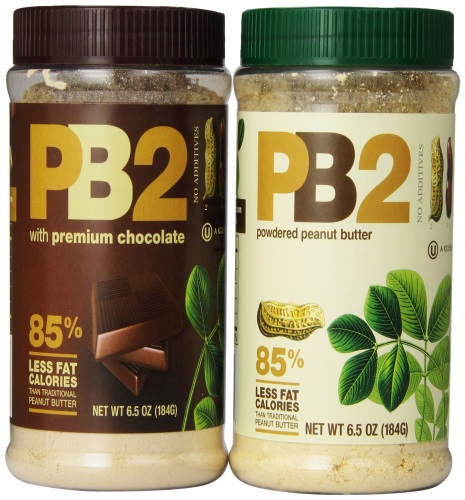 PB2
with premium chocolate
NO ADDITIVES
U
85%
LESS FAT
CALORIES
THAN TRADITIONAL
PEANUT BUTTER
NET WT 6.5 OZ (184G)
PB2
powdered peanut butter
NO ADDITIVES
U
85%
LESS FAT
CALORIES
THAN TRADITIONAL
PEANUT BUTTER
NET WT 6.5 OZ (184G)